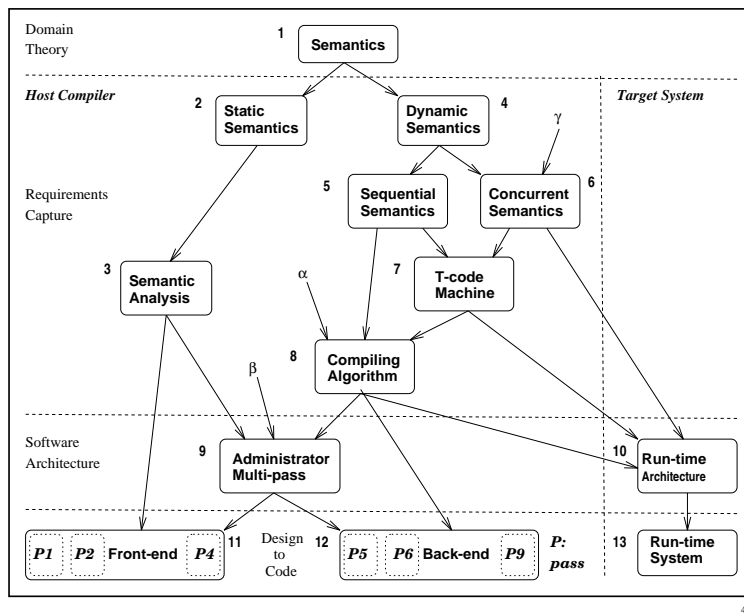 Domain
Theory
1
Semantics
Host Compiler
Target System
2
Static
Semantics
4
Dynamic
Semantics
γ
Requirements
Capture
5
Sequential
Semantics
6
Concurrent
Semantics
3
Semantic
Analysis
α
7
T-code
Machine
8
Compiling
Algorithm
β
Software
Architecture
9
Administrator
Multi-pass
10
Run-time
Architecture
P1 P2 Front-end P4
11
Design
to
Code
12
P5 P6 Back-end P9
P:
pass
13
Run-time
System
4